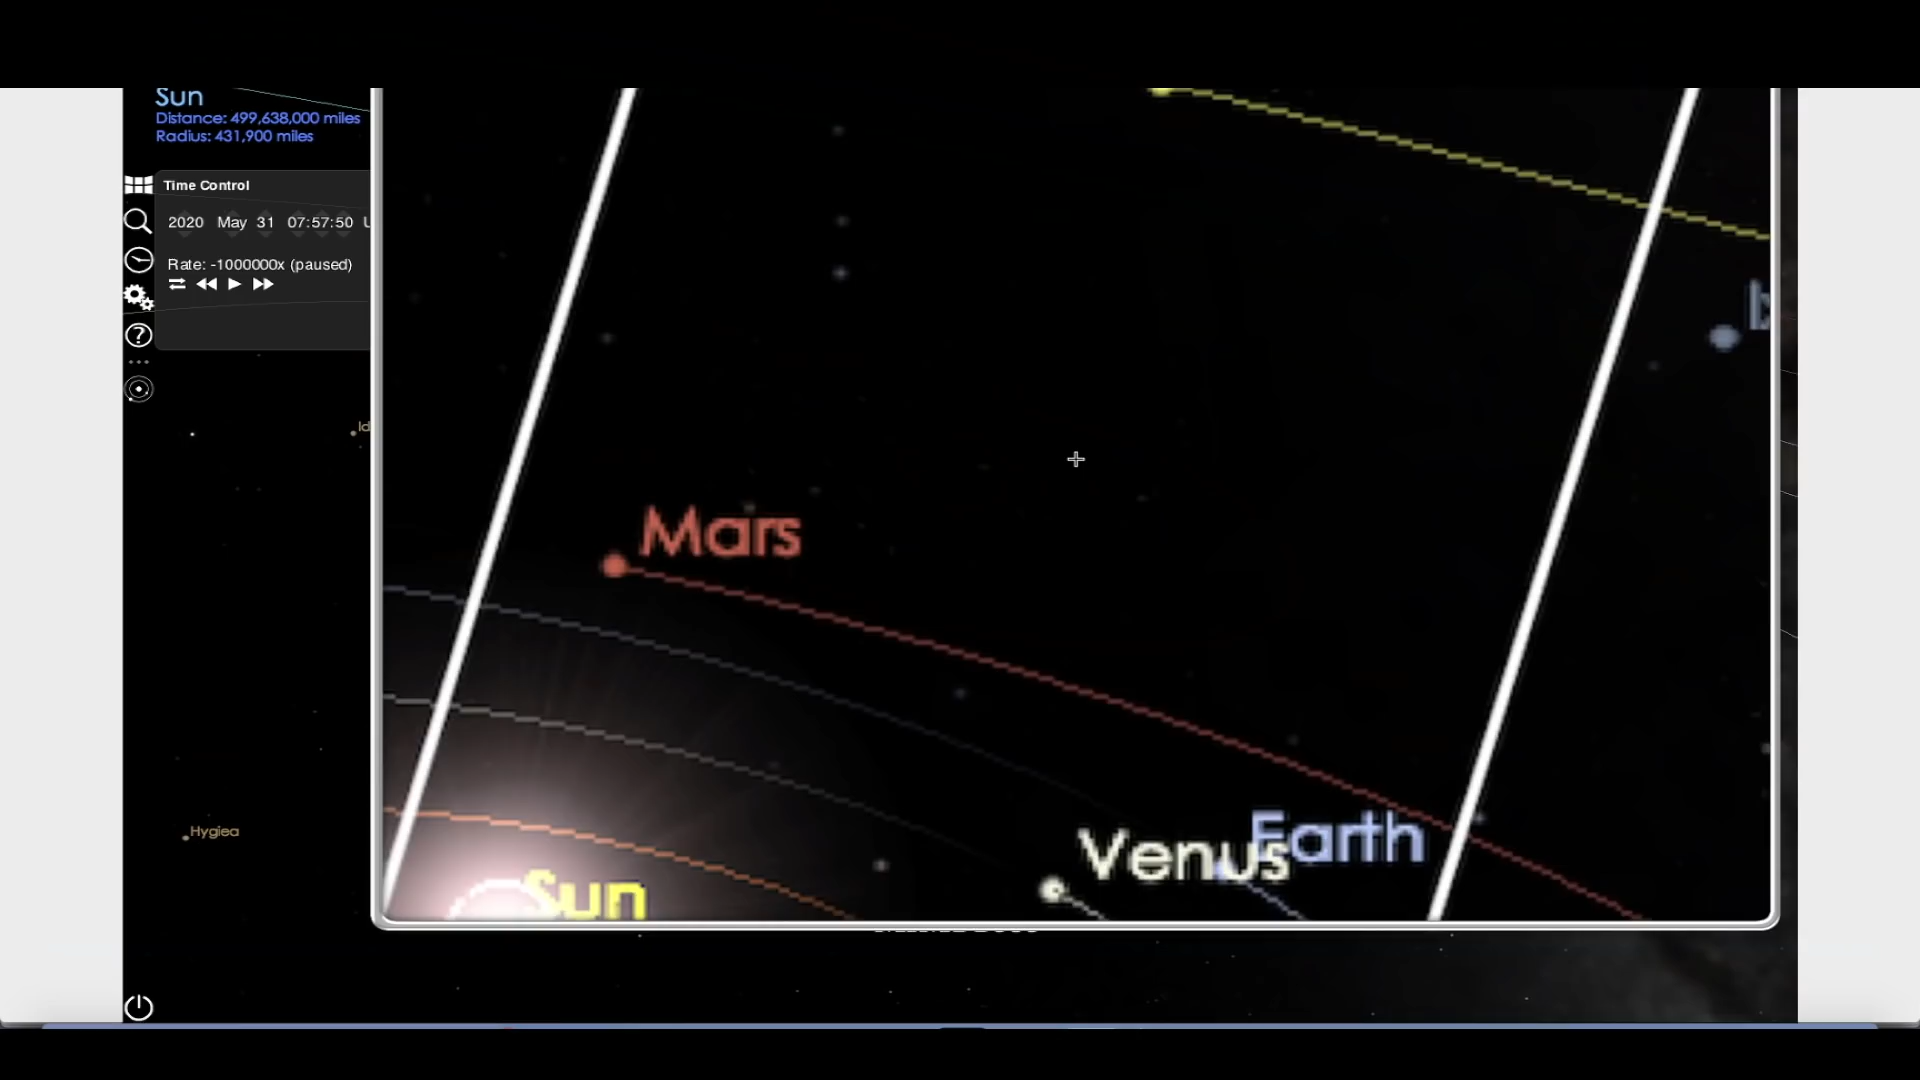 Sun
Distance: 499,638,000 miles
Radius: 431,900 miles
Time Control
2020 May 31 07:57:50 U
Rate: -1000000x (paused)
Id
Mars
Venus
Earth
Sun
Hygiea